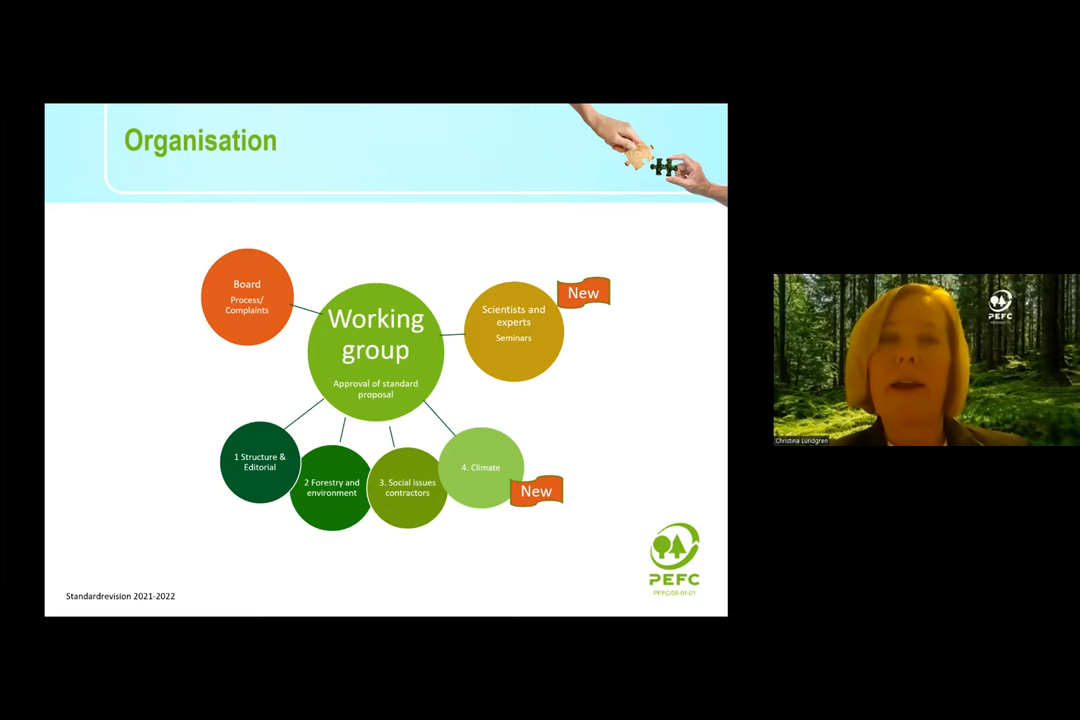 Organisation
Board
Process/
Complaints
Working
group
Approval of standard
proposal
Scientists and
experts
Seminars
New
1 Structure &
Editorial
2 Forestry and
environment
3. Social issues
contractors
4. Climate
New
PEFC
PEFC/05-01-01
Standardrevision 2021-2022
PEFC
Christina Lundgren